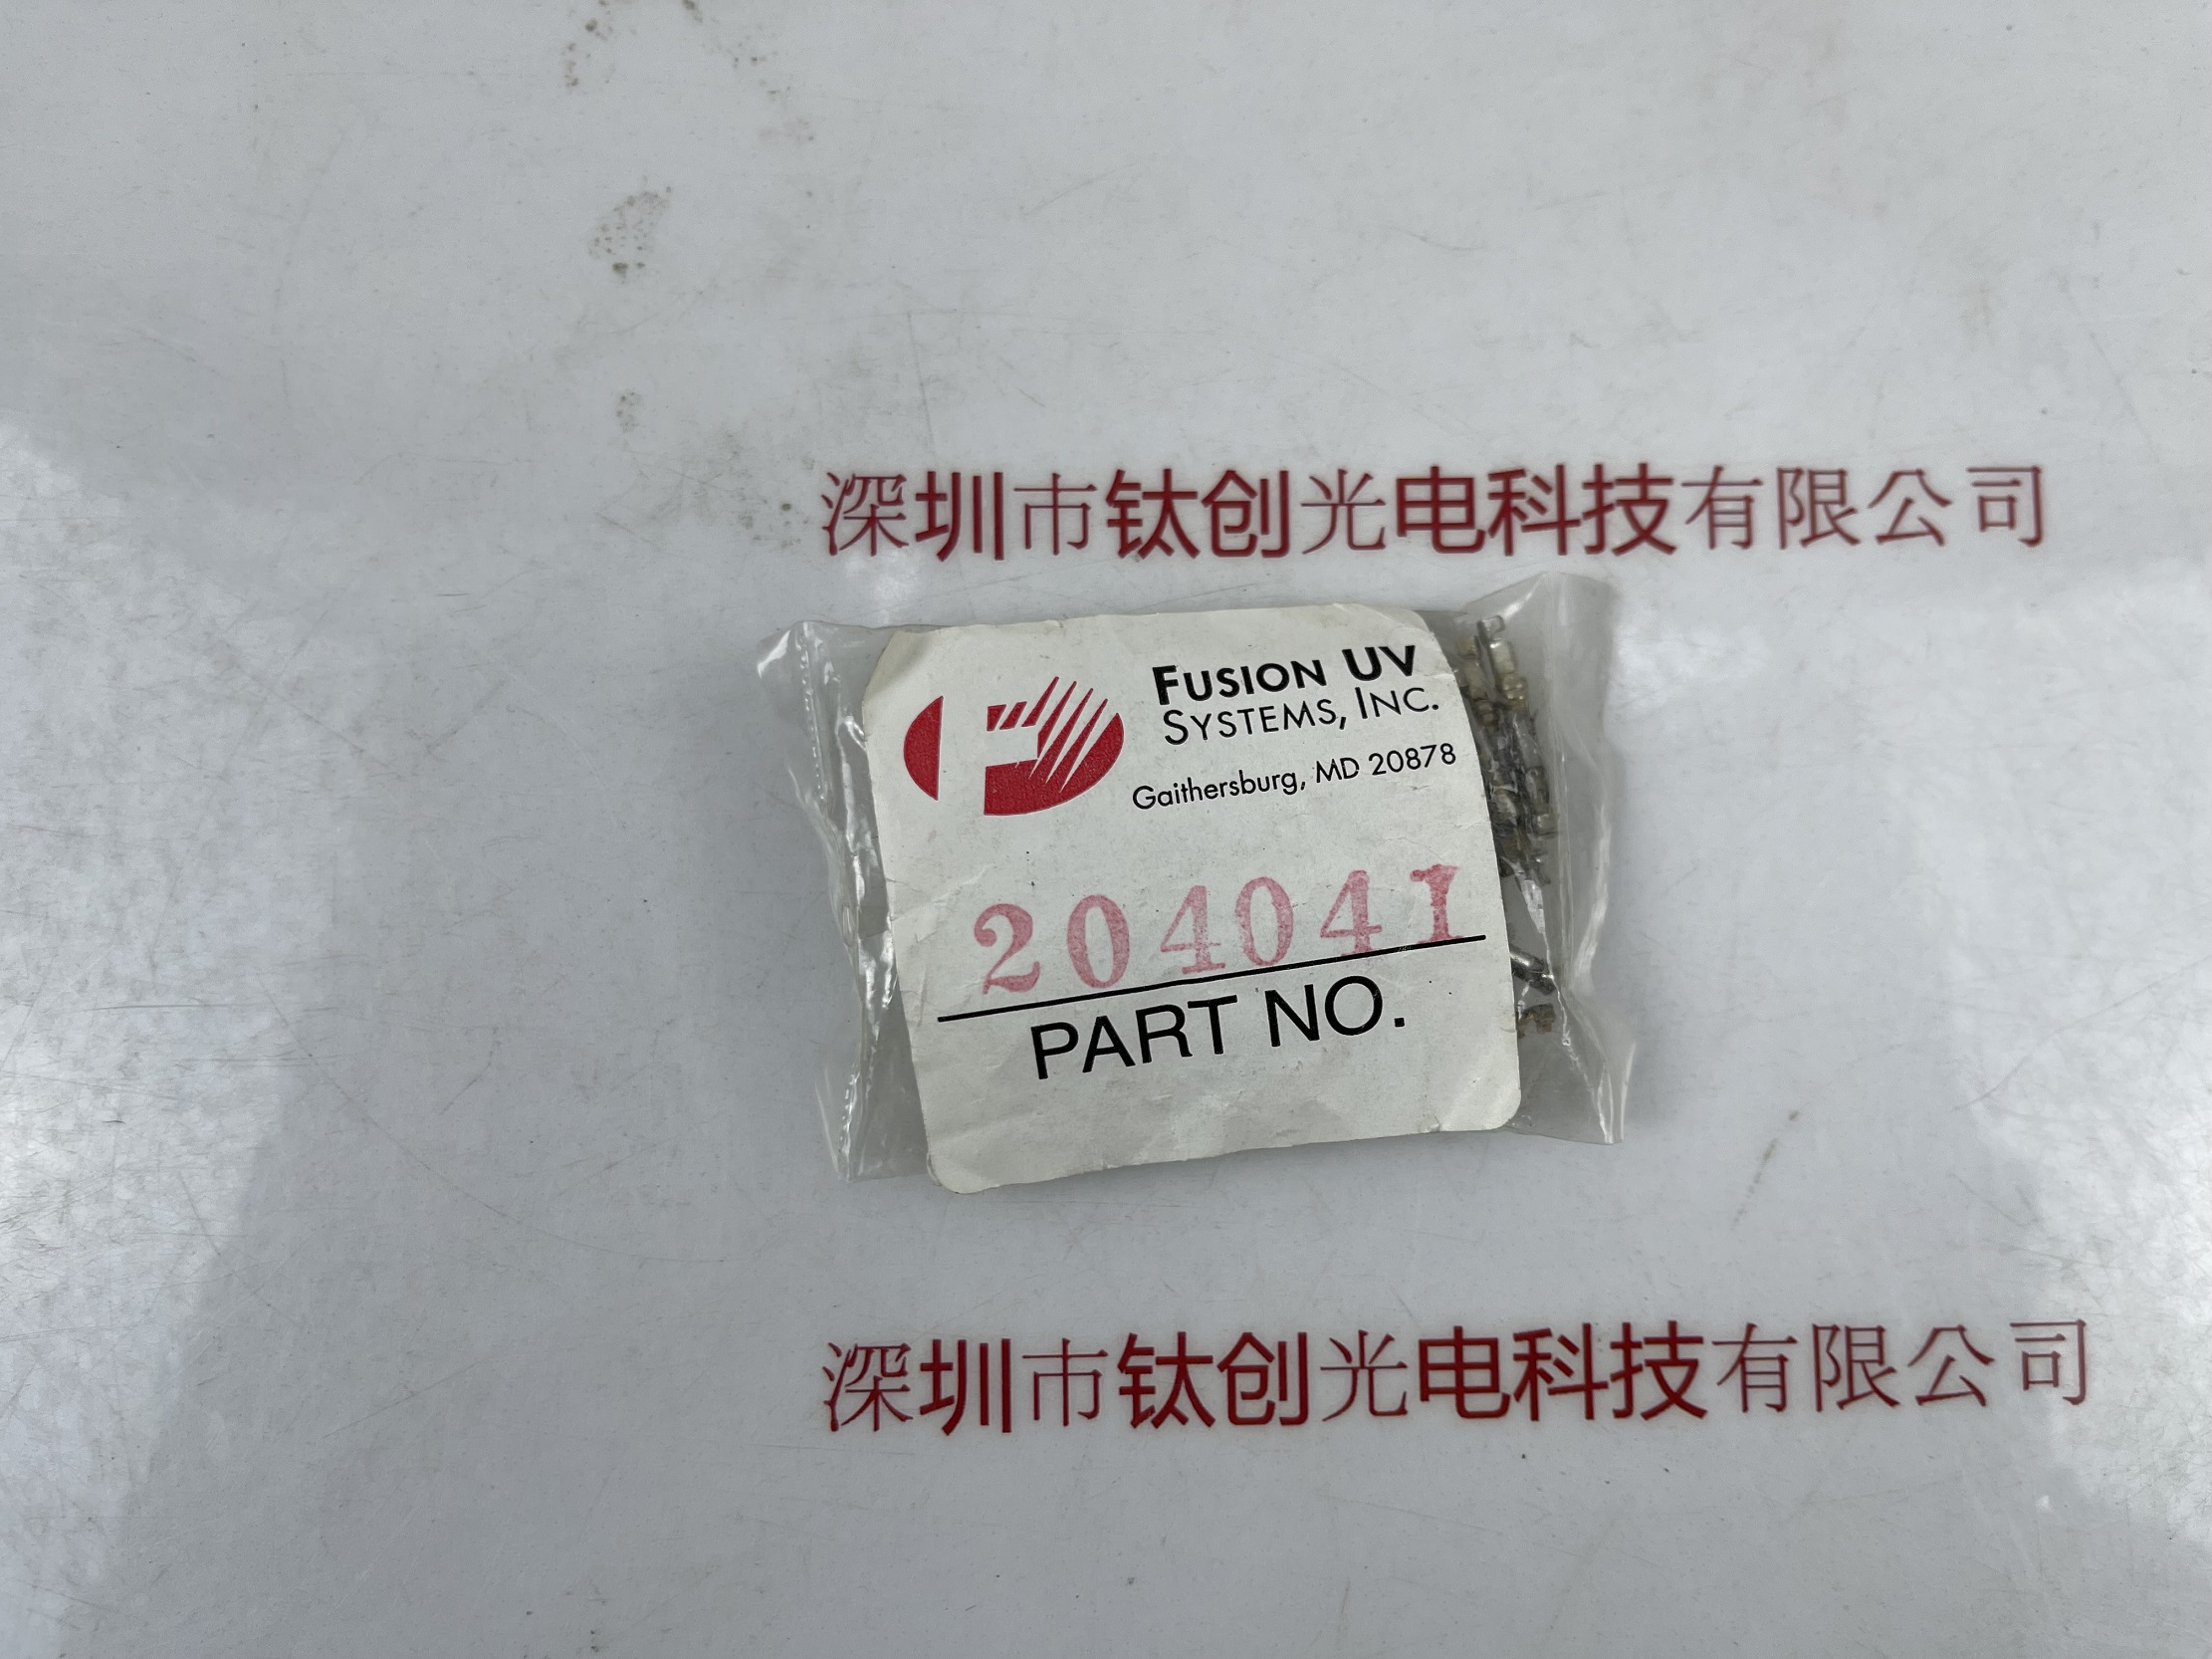 深圳市钛创光电科技有限公司
FUSION UV
SYSTEMS, INC.
Gaithersburg, MD 20878
204041
PART NO.
深圳市钛创光电科技有限公司